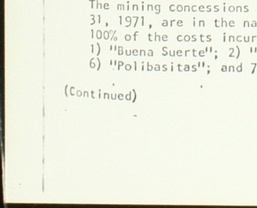 The mining concessions
31, 1971, are in the na
100% of the costs incur
1) "Buena Suerte"; 2) "
6) "Polibasitas"; and 7
(Continued)